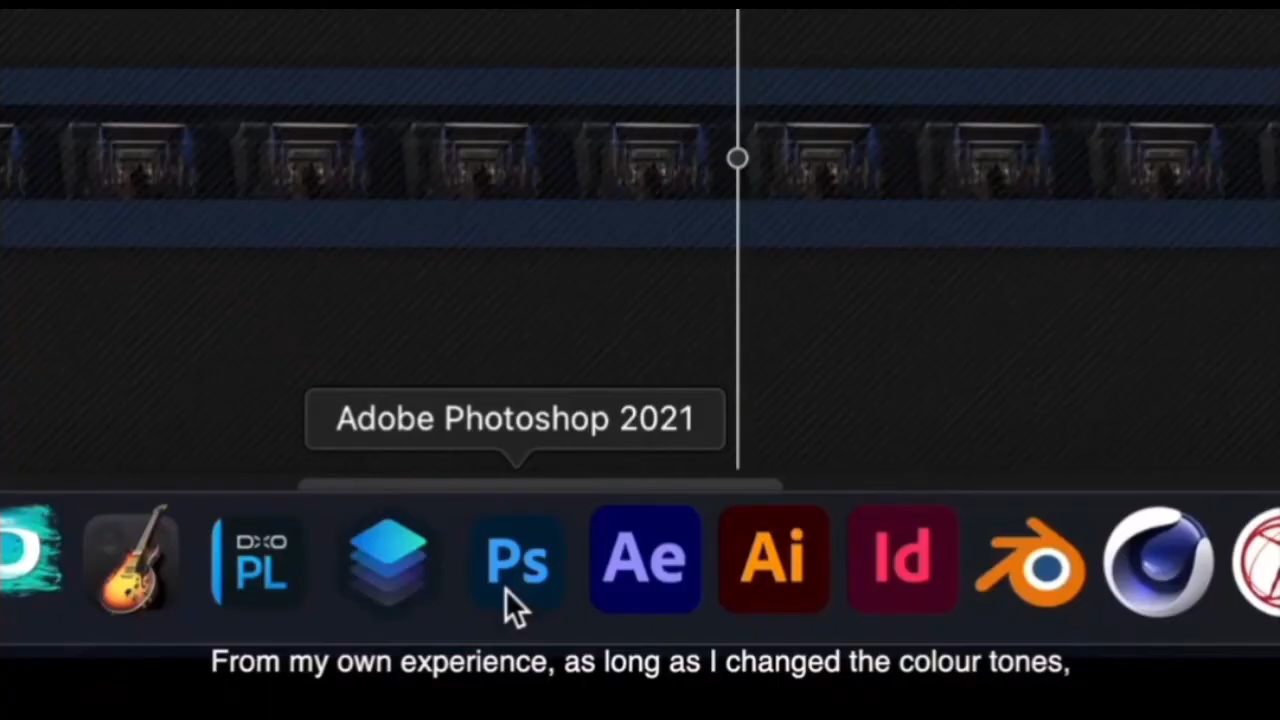 Adobe Photoshop 2021
DXO
PL
Ps
Ae
Ai
Id
From my own experience, as long as I changed the colour tones,